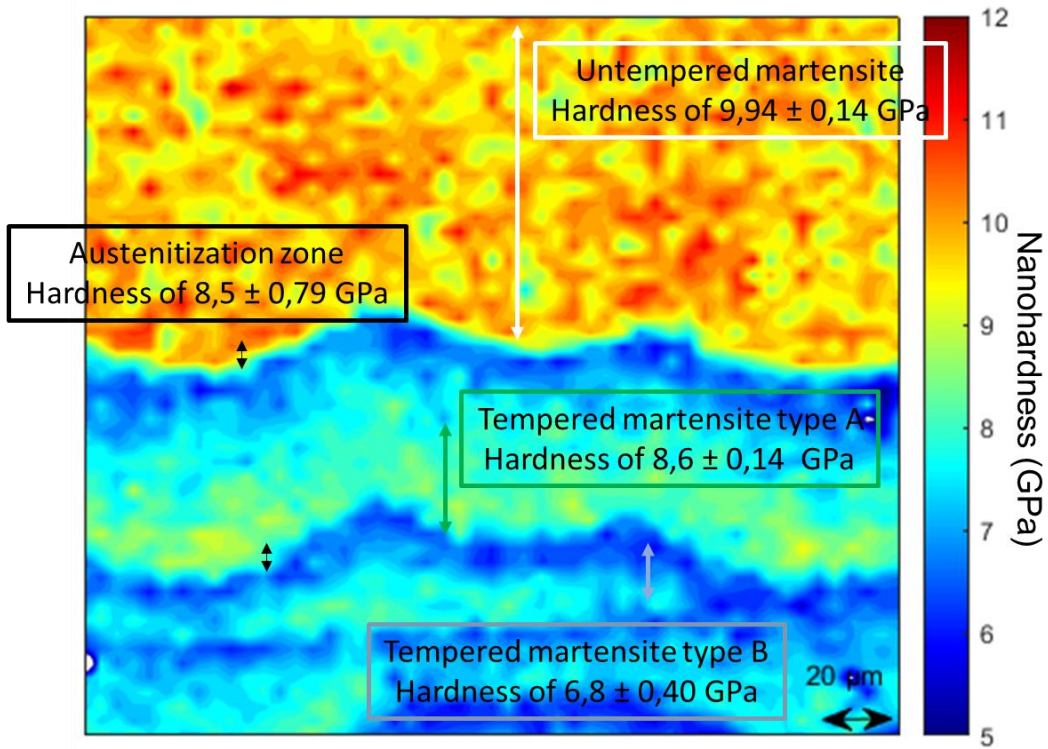 Untempered martensite
Hardness of 9,94 ± 0,14 GPa
Austenitization zone
Hardness of 8,5 ± 0,79 GPa
Tempered martensite type A
Hardness of 8,6 ± 0,14 GPa
Tempered martensite type B
Hardness of 6,8 ± 0,40 GPa
20 µm
12
11
10
9
8
7
6
5
Nanohardness (GPa)